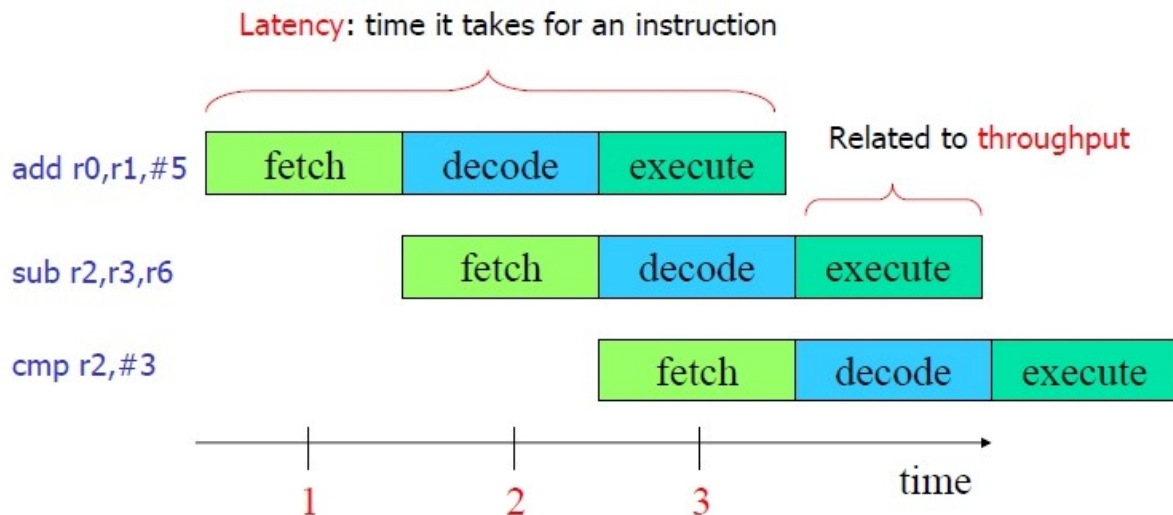 Latency: time it takes for an instruction
Related to throughput
add r0,r1,#5
fetch decode execute
sub r2,r3,r6
fetch decode execute
cmp r2,#3
fetch decode execute
1 2 3
time